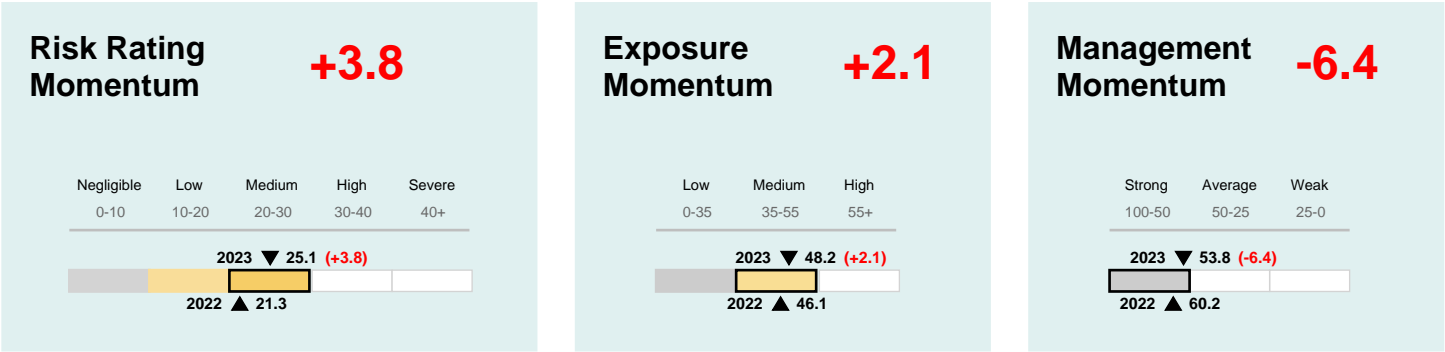 Risk Rating
Momentum
+3.8
Negligible Low Medium High Severe
0-10 10-20 20-30 30-40 40+
2023 ▼ 25.1 (+3.8)
2022 ▲ 21.3
Exposure
Momentum
+2.1
Low Medium High
0-35 35-55 55+
2023 ▼ 48.2 (+2.1)
2022 ▲ 46.1
Management
Momentum
-6.4
Strong Average Weak
100-50 50-25 25-0
2023 ▼ 53.8 (-6.4)
2022 ▲ 60.2